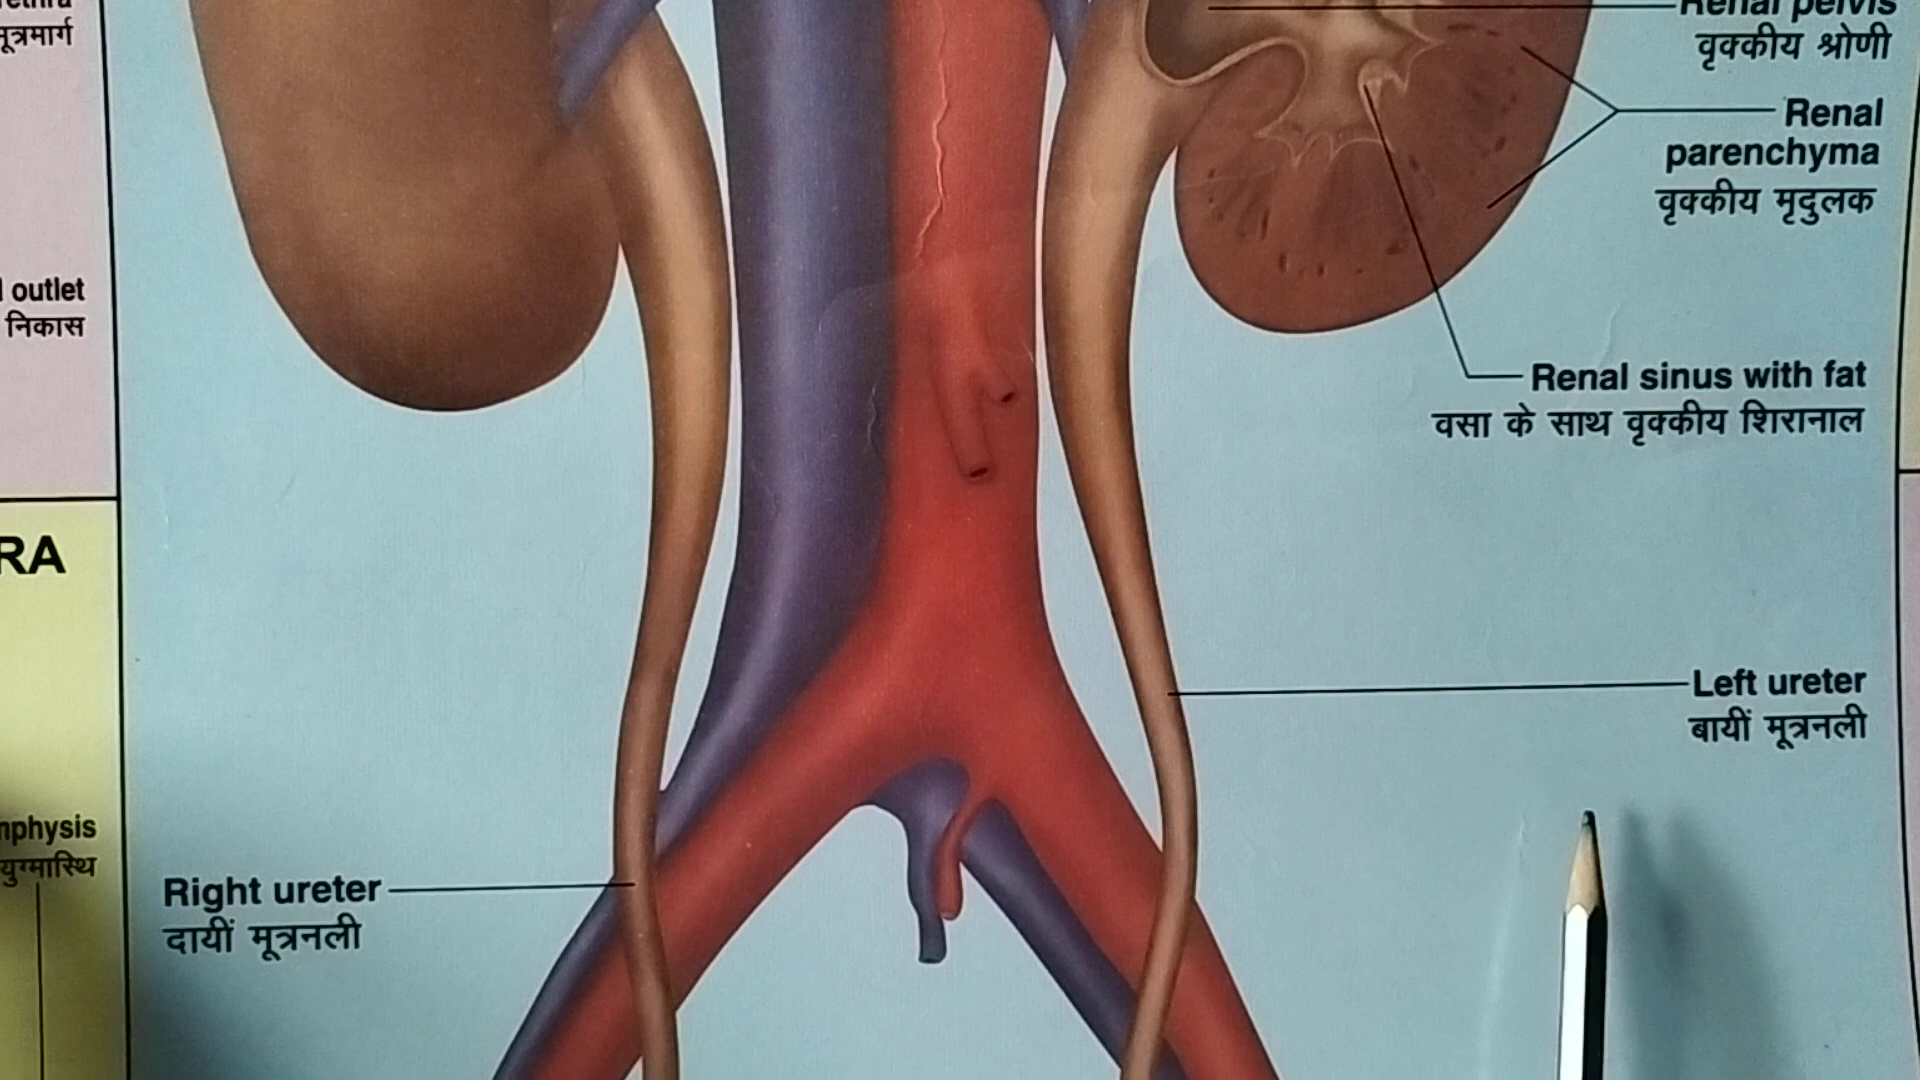 मूत्रमार्ग
outlet
निकास
RA
Renal pelvis
वृक्कीय श्रोणी
Renal
parenchyma
वृक्कीय मृदुलक
Renal sinus with fat
वसा के साथ वृक्कीय शिरानाल
Left ureter
बायीं मूत्रनली
Right ureter
दायीं मूत्रनली